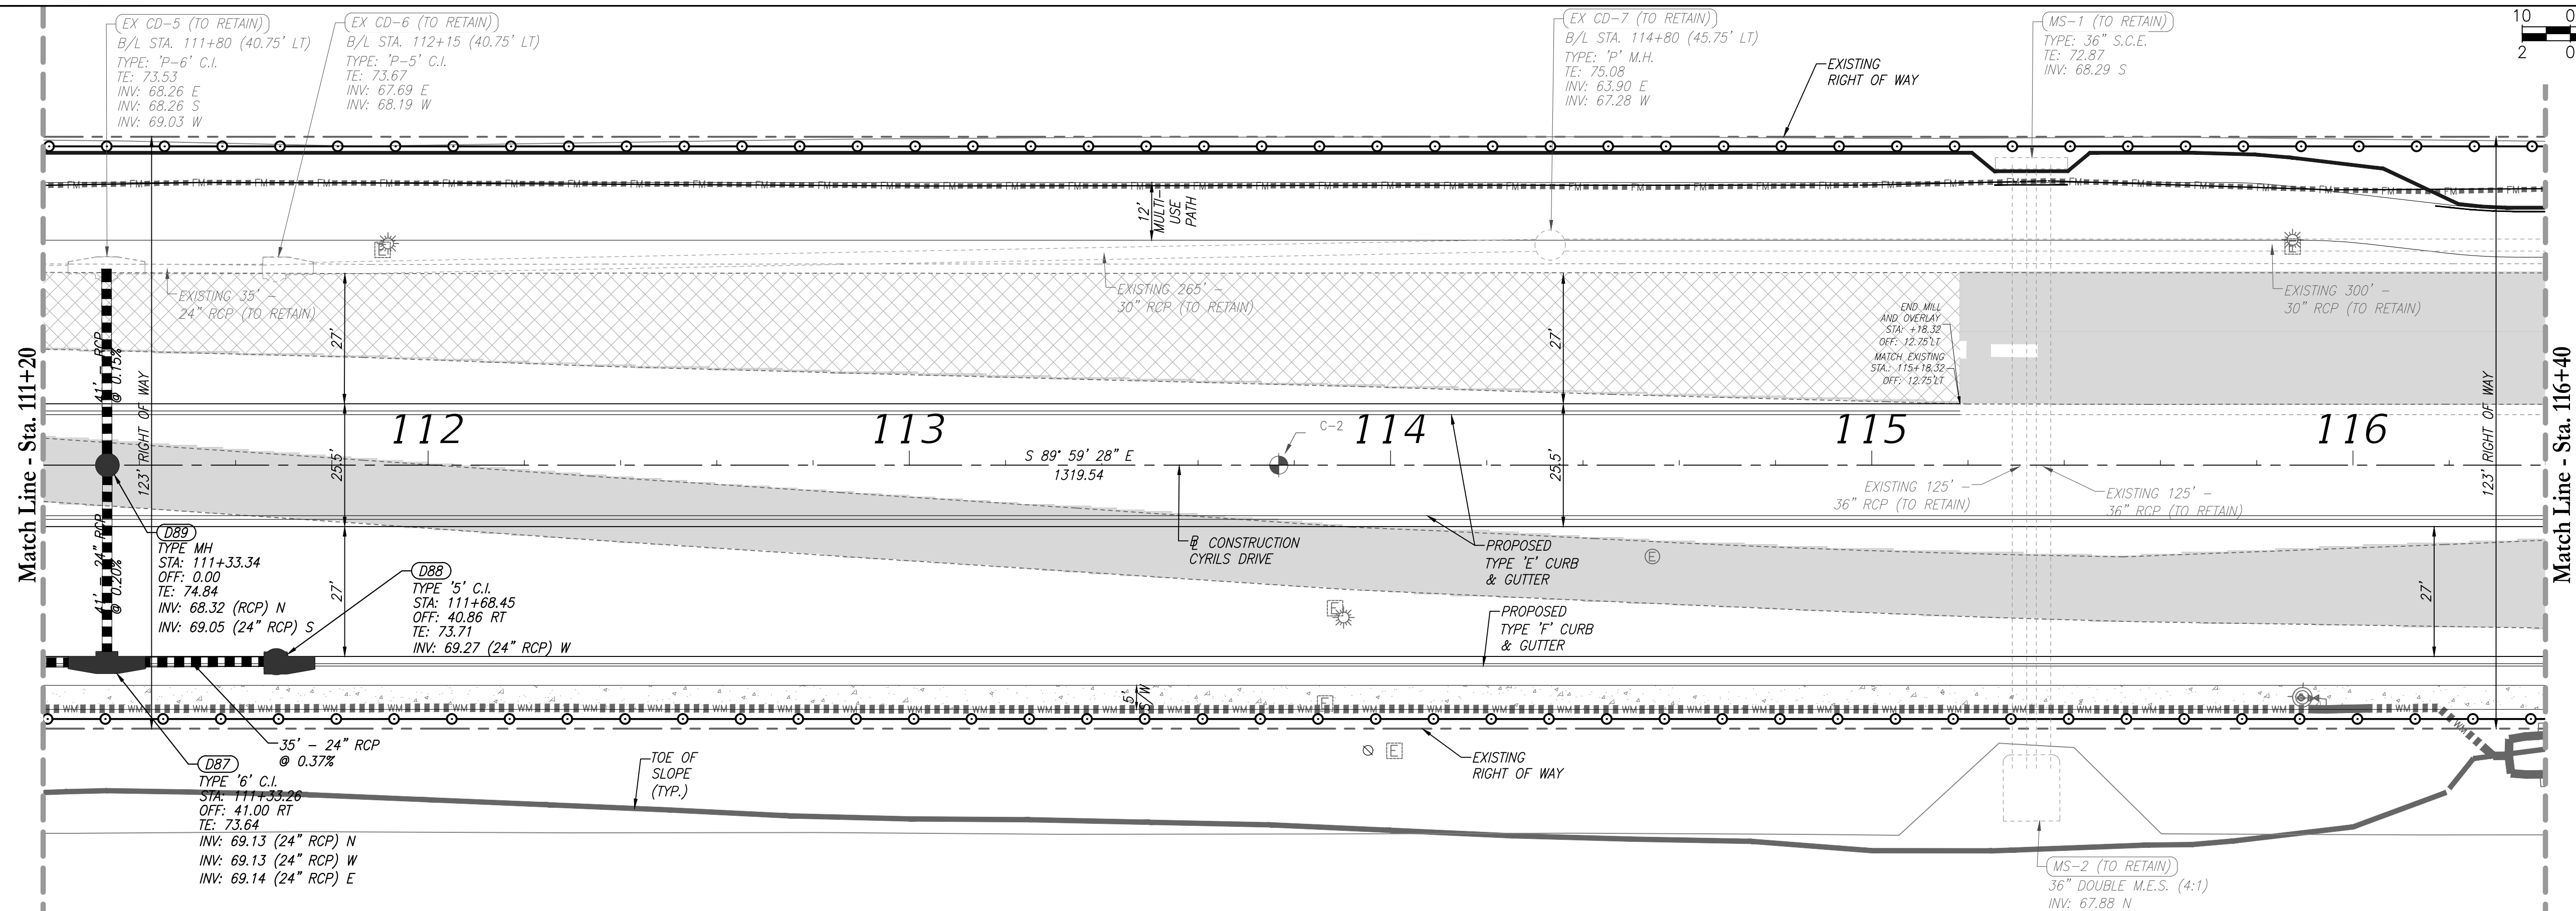 EX CD-5 (TO RETAIN)
B/L STA. 111+80 (40.75' LT)
TYPE: 'P-6' C.I.
TE: 73.53
INV: 68.26 E
INV: 68.26 S
INV: 69.03 W
EX CD-6 (TO RETAIN)
B/L STA. 112+15 (40.75' LT)
TYPE: 'P-5' C.I.
TE: 73.67
INV: 67.69 E
INV: 68.19 W
EX CD-7 (TO RETAIN)
B/L STA. 114+80 (45.75' LT)
TYPE: 'P' M.H.
TE: 75.08
INV: 63.90 E
INV: 67.28 W
EXISTING
RIGHT OF WAY
MS-1 (TO RETAIN)
TYPE: 36" S.C.E.
TE: 72.87
INV: 68.29 S
10 0
2 0
12'
MULTI-
USE
PATH
EXISTING 35' -
24" RCP (TO RETAIN)
EXISTING 265' -
30" RCP (TO RETAIN)
EXISTING 300' -
30" RCP (TO RETAIN)
END MILL
AND OVERLAY
STA: +18.32
OFF: 12.75'LT
MATCH EXISTING
STA.: 115+18.32
OFF: 12.75'LT
27'
27'
@ 0.15%
123' RIGHT OF WAY
123' RIGHT OF WAY
Match Line - Sta. 111+20
Match Line - Sta. 116+40
112
113
114
115
116
C-2
S 89° 59' 28" E
1319.54
25.5'
25.5'
EXISTING 125' -
36" RCP (TO RETAIN)
EXISTING 125' -
36" RCP (TO RETAIN)
41' - 24" RCP
@ 0.20%
D89
TYPE MH
STA: 111+33.34
OFF: 0.00
TE: 74.84
INV: 68.32 (RCP) N
INV: 69.05 (24" RCP) S
D88
TYPE '5' C.I.
STA: 111+68.45
OFF: 40.86 RT
TE: 73.71
INV: 69.27 (24" RCP) W
CONSTRUCTION
CYRILS DRIVE
PROPOSED
TYPE 'E' CURB
& GUTTER
PROPOSED
TYPE 'F' CURB
& GUTTER
27'
27'
5'
S/W
35' - 24" RCP
@ 0.37%
D87
TYPE '6' C.I.
STA: 111+33.26
OFF: 41.00 RT
TE: 73.64
INV: 69.13 (24" RCP) N
INV: 69.13 (24" RCP) W
INV: 69.14 (24" RCP) E
TOE OF
SLOPE
(TYP.)
EXISTING
RIGHT OF WAY
MS-2 (TO RETAIN)
36" DOUBLE M.E.S. (4:1)
INV: 67.88 N